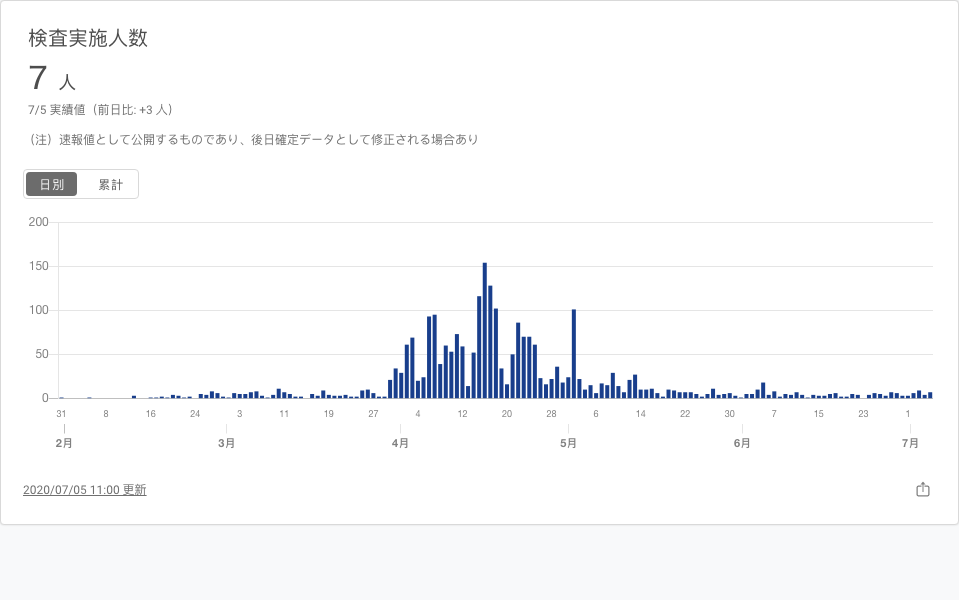 検査実施人数
7 人
7/5 実績値（前日比: +3 人）
（注）速報値として公開するものであり、後日確定データとして修正される場合あり
日別 累計
200
150
100
50
0
31 8 16 24 3 11 19 27 4 12 20 28 6 14 22 30 7 15 23 1
2月 3月 4月 5月 6月 7月
2020/07/05 11:00 更新